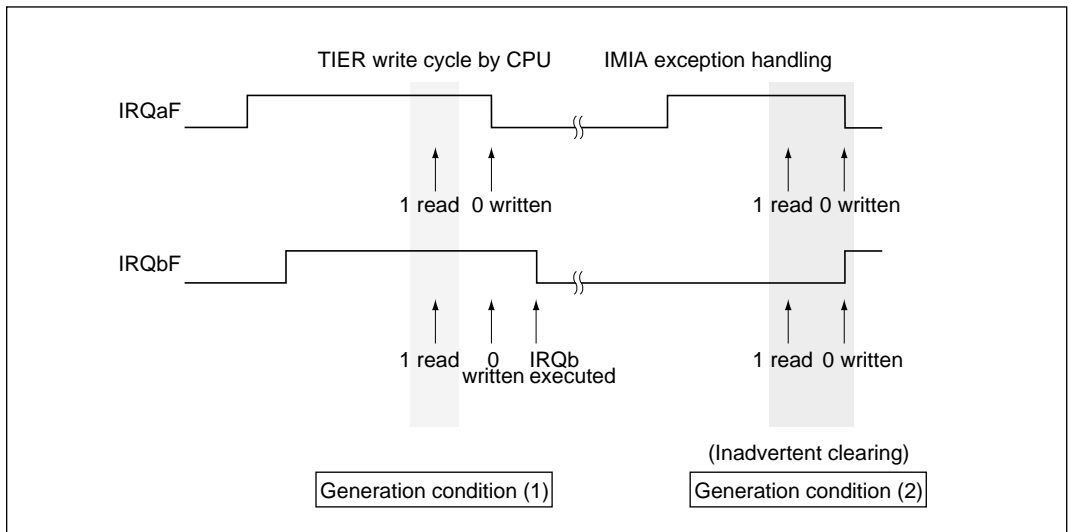 TIER write cycle by CPU IMIA exception handling
IRQaF
1 read 0 written 1 read 0 written
IRQbF
1 read 0 IRQb 1 read 0 written
written executed
(Inadvertent clearing)
Generation condition (1) Generation condition (2)